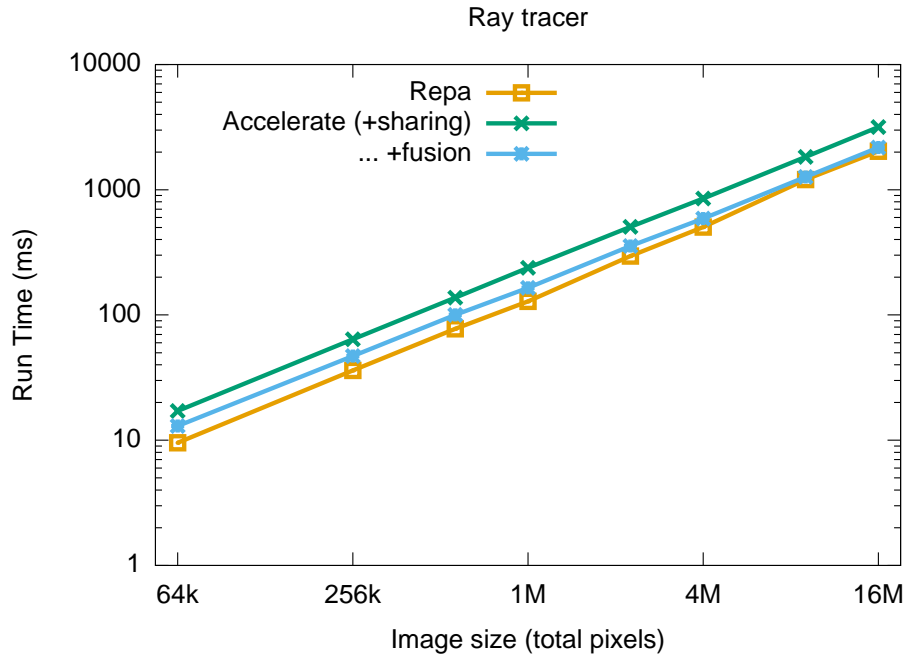 Ray tracer
10000
1000
100
10
1
Run Time (ms)
Repa
Accelerate (+sharing)
... +fusion
64k 256k 1M 4M 16M
Image size (total pixels)